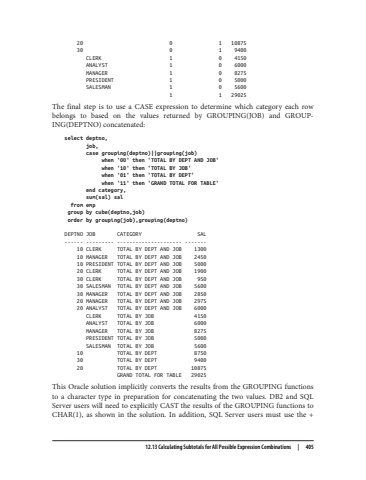 20 0 1 10875
30 0 1 9400
CLERK 1 0 4150
ANALYST 1 0 6000
MANAGER 1 0 8275
PRESIDENT 1 0 5000
SALESMAN 1 0 5600
1 1 29025
The final step is to use a CASE expression to determine which category each row
belongs to based on the values returned by GROUPING(JOB) and GROUP-
ING(DEPTNO) concatenated:
select deptno,
job,
case grouping(deptno)||grouping(job)
when '00' then 'TOTAL BY DEPT AND JOB'
when '10' then 'TOTAL BY JOB'
when '01' then 'TOTAL BY DEPT'
when '11' then 'GRAND TOTAL FOR TABLE'
end category,
sum(sal) sal
from emp
group by cube(deptno,job)
order by grouping(job),grouping(deptno)
DEPTNO JOB CATEGORY SAL
------ --------- --------------------- -------
10 CLERK TOTAL BY DEPT AND JOB 1300
10 MANAGER TOTAL BY DEPT AND JOB 2450
10 PRESIDENT TOTAL BY DEPT AND JOB 5000
20 CLERK TOTAL BY DEPT AND JOB 1900
30 CLERK TOTAL BY DEPT AND JOB 950
30 SALESMAN TOTAL BY DEPT AND JOB 5600
30 MANAGER TOTAL BY DEPT AND JOB 2850
20 MANAGER TOTAL BY DEPT AND JOB 2975
20 ANALYST TOTAL BY DEPT AND JOB 6000
CLERK TOTAL BY JOB 4150
ANALYST TOTAL BY JOB 6000
MANAGER TOTAL BY JOB 8275
PRESIDENT TOTAL BY JOB 5000
SALESMAN TOTAL BY JOB 5600
10 TOTAL BY DEPT 8750
30 TOTAL BY DEPT 9400
20 TOTAL BY DEPT 10875
GRAND TOTAL FOR TABLE 29025
This Oracle solution implicitly converts the results from the GROUPING functions
to a character type in preparation for concatenating the two values. DB2 and SQL
Server users will need to explicitly CAST the results of the GROUPING functions to
CHAR(1), as shown in the solution. In addition, SQL Server users must use the +
12.13 Calculating Subtotals for All Possible Expression Combinations | 405